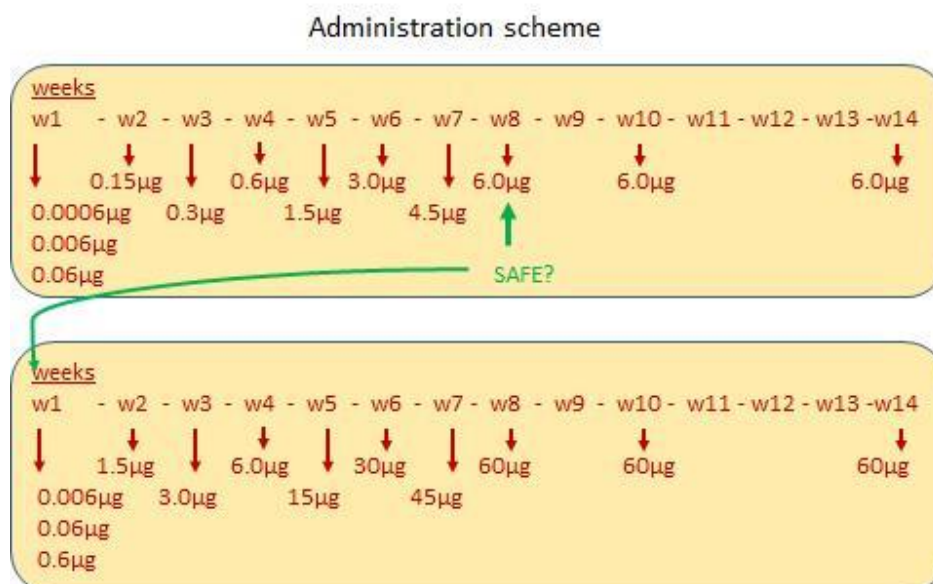 Administration scheme
weeks
w1 - w2 - w3 - w4 - w5 - w6 - w7 - w8 - w9 - w10 - w11 - w12 - w13 -w14
0.15µg 0.6µg 3.0µg 6.0µg 6.0µg 6.0µg
0.0006µg 0.3µg 1.5µg 4.5µg
0.006µg
0.06µg SAFE?
weeks
w1 - w2 - w3 - w4 - w5 - w6 - w7 - w8 - w9 - w10 - w11 - w12 - w13 -w14
1.5µg 6.0µg 30µg 60µg 60µg 60µg
0.006µg 3.0µg 15µg 45µg
0.06µg
0.6µg